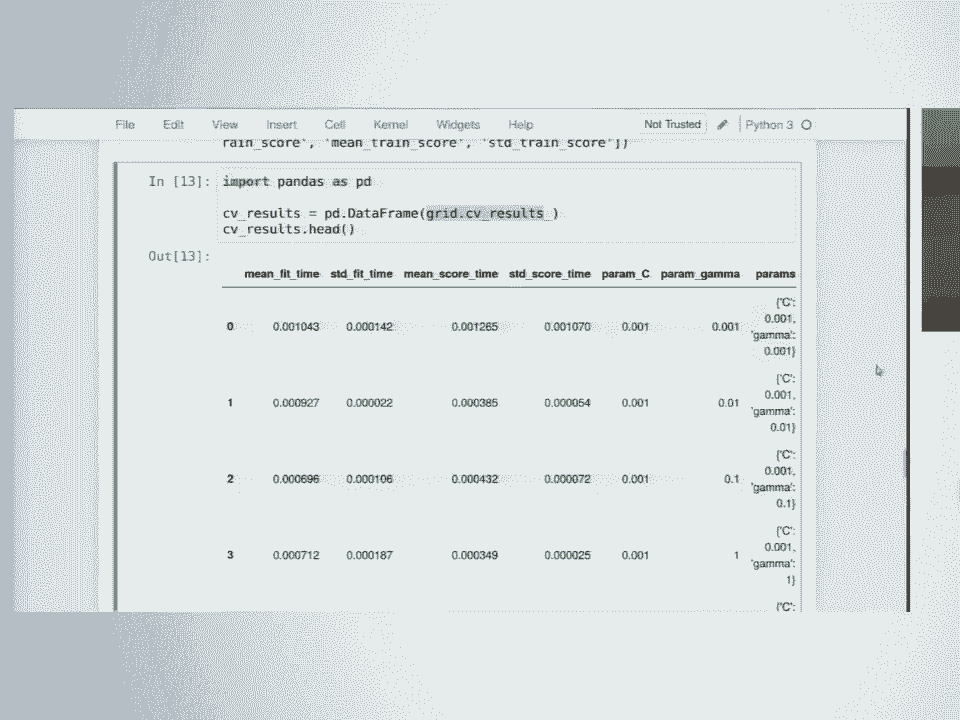 File Edit View Insert Cell Kernel Widgets Help Not Trusted Python 3
rain_score', 'mean_train_score', 'std_train_score'])
In [13]: import pandas as pd
cv_results = pd.DataFrame(grid.cv_results_)
cv_results.head()
Out[13]:
mean_fit_time std_fit_time mean_score_time std_score_time param_C param_gamma params
{'C':
0 0.001043 0.000142 0.001265 0.001070 0.001 0.001 0.001,
'gamma':
0.001}
{'C':
1 0.000927 0.000022 0.000385 0.000054 0.001 0.01 0.001,
'gamma':
0.01}
{'C':
2 0.000696 0.000106 0.000432 0.000072 0.001 0.1 0.001,
'gamma':
0.1}
{'C':
3 0.000712 0.000187 0.000349 0.000025 0.001 1 0.001,
'gamma':
1}
{'C':